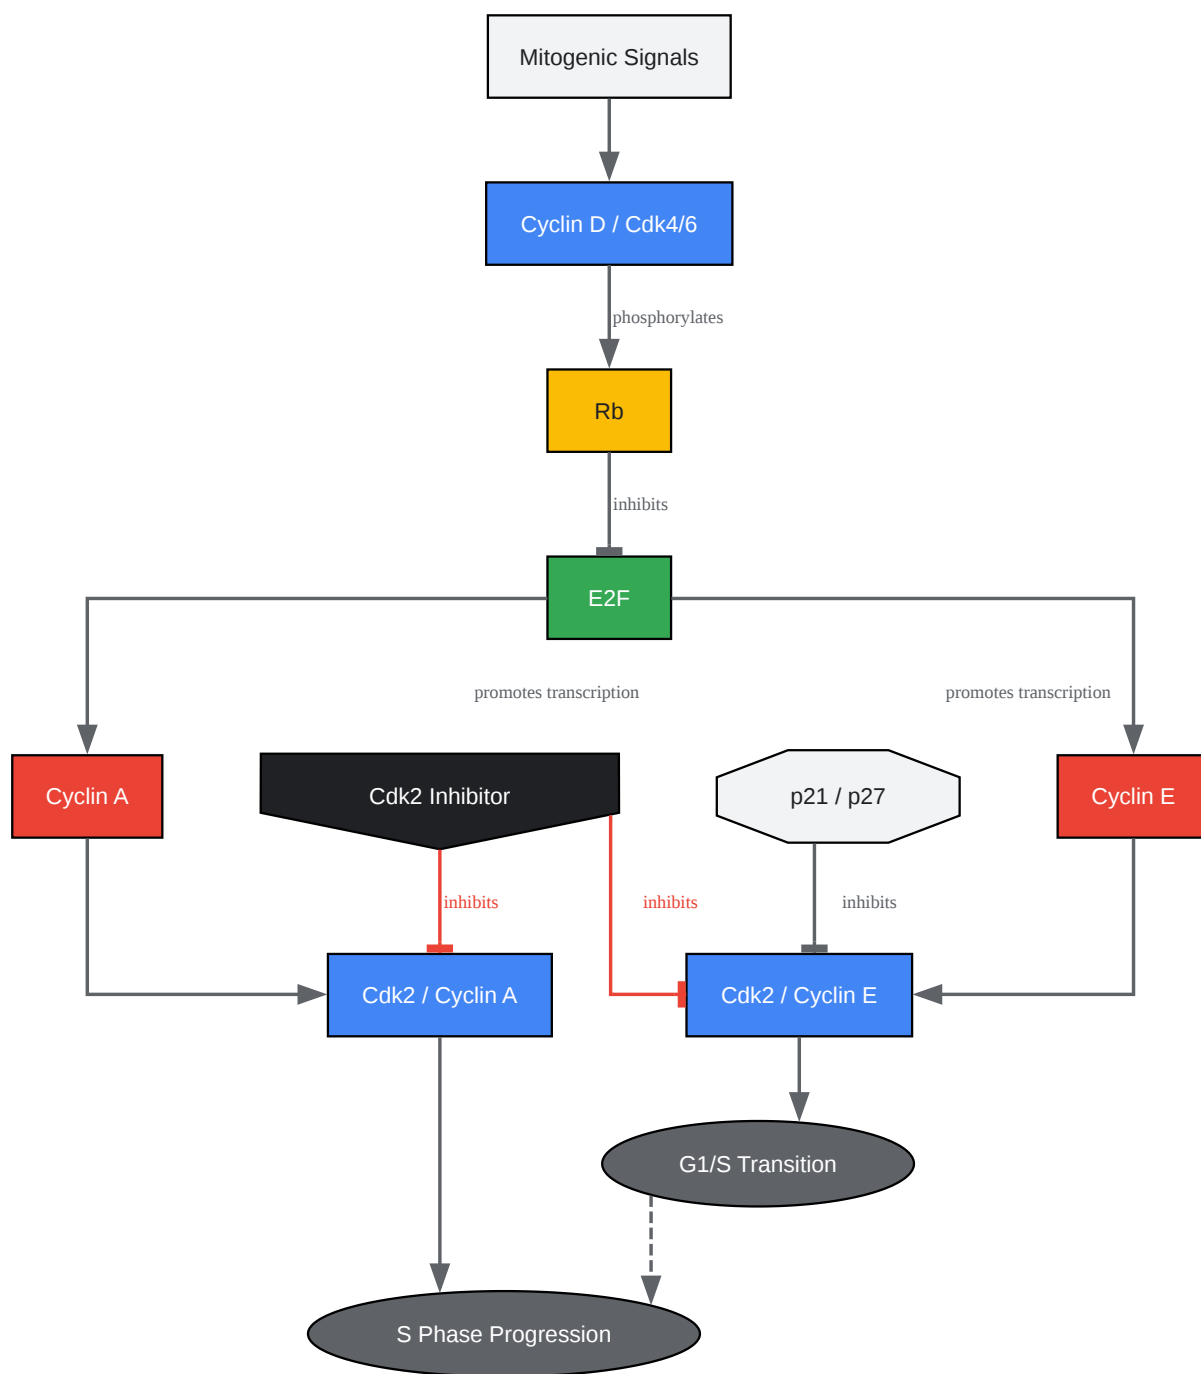 Mitogenic Signals
Cyclin D / Cdk4/6
phosphorylates
Rb
inhibits
E2F
promotes transcription
promotes transcription
Cyclin A
Cdk2 Inhibitor
p21 / p27
Cyclin E
inhibits
inhibits
inhibits
Cdk2 / Cyclin A
Cdk2 / Cyclin E
G1/S Transition
S Phase Progression